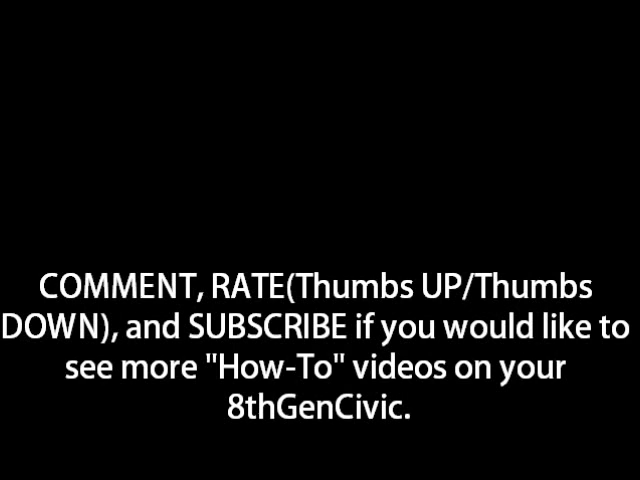 COMMENT, RATE(Thumbs UP/Thumbs
DOWN), and SUBSCRIBE if you would like to
see more "How-To" videos on your
8thGenCivic.